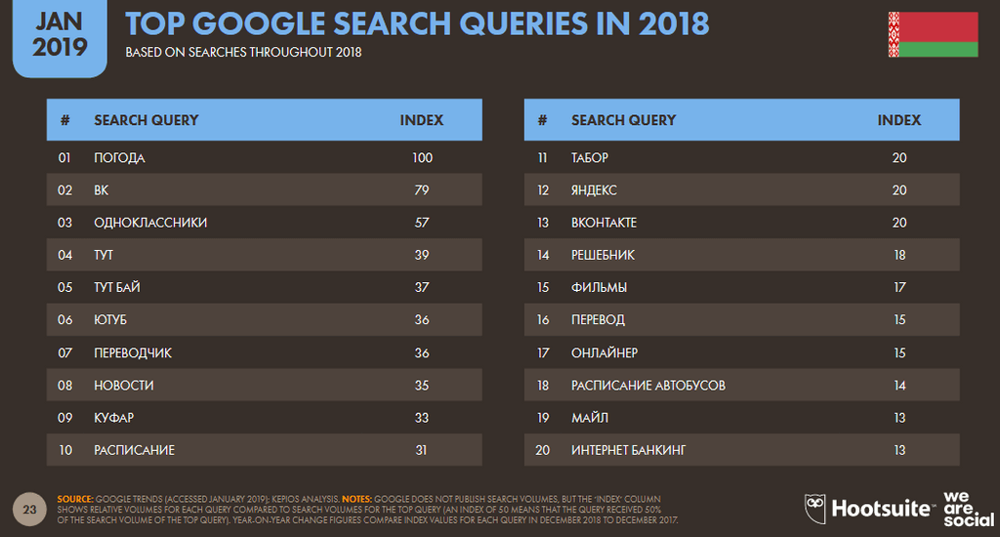 JAN
2019
TOP GOOGLE SEARCH QUERIES IN 2018
BASED ON SEARCHES THROUGHOUT 2018
# SEARCH QUERY INDEX
01 ПОГОДА 100
02 ВК 79
03 ОДНОКЛАССНИКИ 57
04 ТУТ 39
05 ТУТ БАЙ 37
06 ЮТУБ 36
07 ПЕРЕВОДЧИК 36
08 НОВОСТИ 35
09 КУФАР 33
10 РАСПИСАНИЕ 31
# SEARCH QUERY INDEX
11 ТАБОР 20
12 ЯНДЕКС 20
13 ВКОНТАКТЕ 20
14 РЕШЕБНИК 18
15 ФИЛЬМЫ 17
16 ПЕРЕВОД 15
17 ОНЛАЙНЕР 15
18 РАСПИСАНИЕ АВТОБУСОВ 14
19 МАЙЛ 13
20 ИНТЕРНЕТ БАНКИНГ 13
23
SOURCE: GOOGLE TRENDS (ACCESSED JANUARY 2019); KEPIOS ANALYSIS. NOTES: GOOGLE DOES NOT PUBLISH SEARCH VOLUMES, BUT THE 'INDEX' COLUMN
SHOWS RELATIVE VOLUMES FOR EACH QUERY COMPARED TO SEARCH VOLUMES FOR THE TOP QUERY (AN INDEX OF 50 MEANS THAT THE QUERY RECEIVED 50%
OF THE SEARCH VOLUME OF THE TOP QUERY). YEAR-ON-YEAR CHANGE FIGURES COMPARE INDEX VALUES FOR EACH QUERY IN DECEMBER 2018 TO DECEMBER 2017.
Hootsuite™
we
are
social